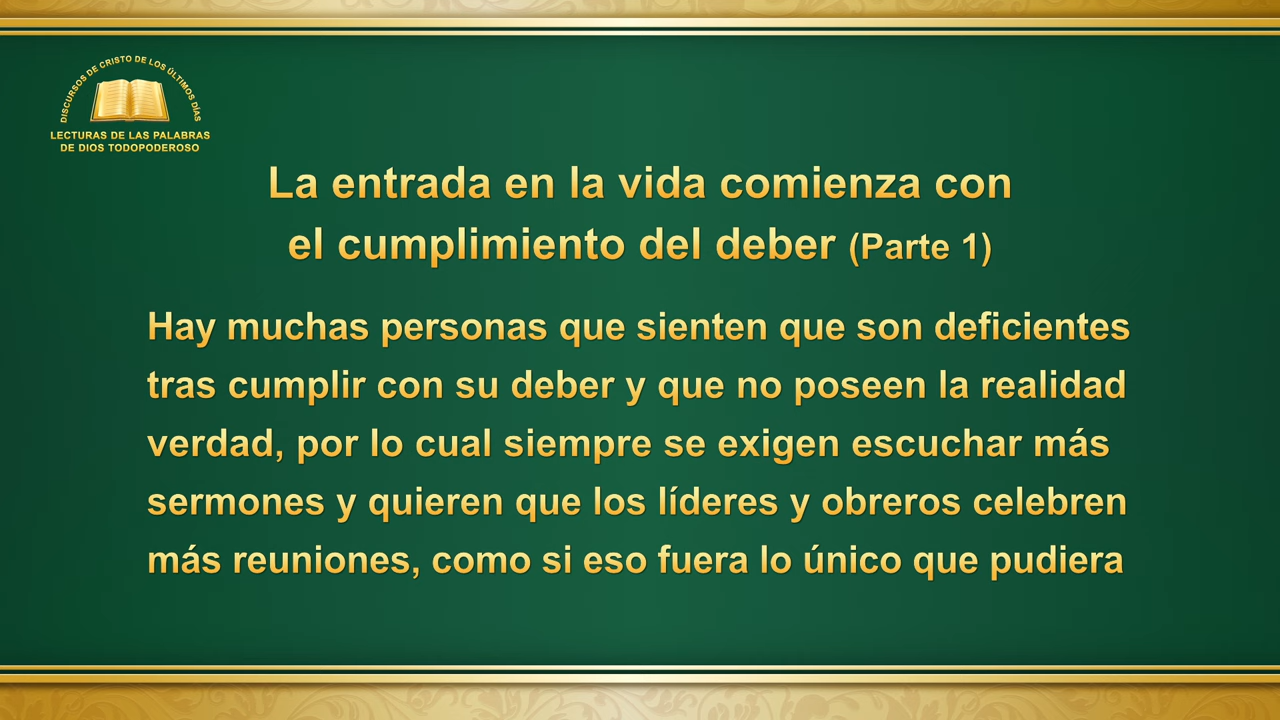 DISCURSOS DE CRISTO DE LOS ÚLTIMOS DÍAS
LECTURAS DE LAS PALABRAS
DE DIOS TODOPODEROSO
La entrada en la vida comienza con
el cumplimiento del deber (Parte 1)
Hay muchas personas que sienten que son deficientes
tras cumplir con su deber y que no poseen la realidad
verdad, por lo cual siempre se exigen escuchar más
sermones y quieren que los líderes y obreros celebren
más reuniones, como si eso fuera lo único que pudiera